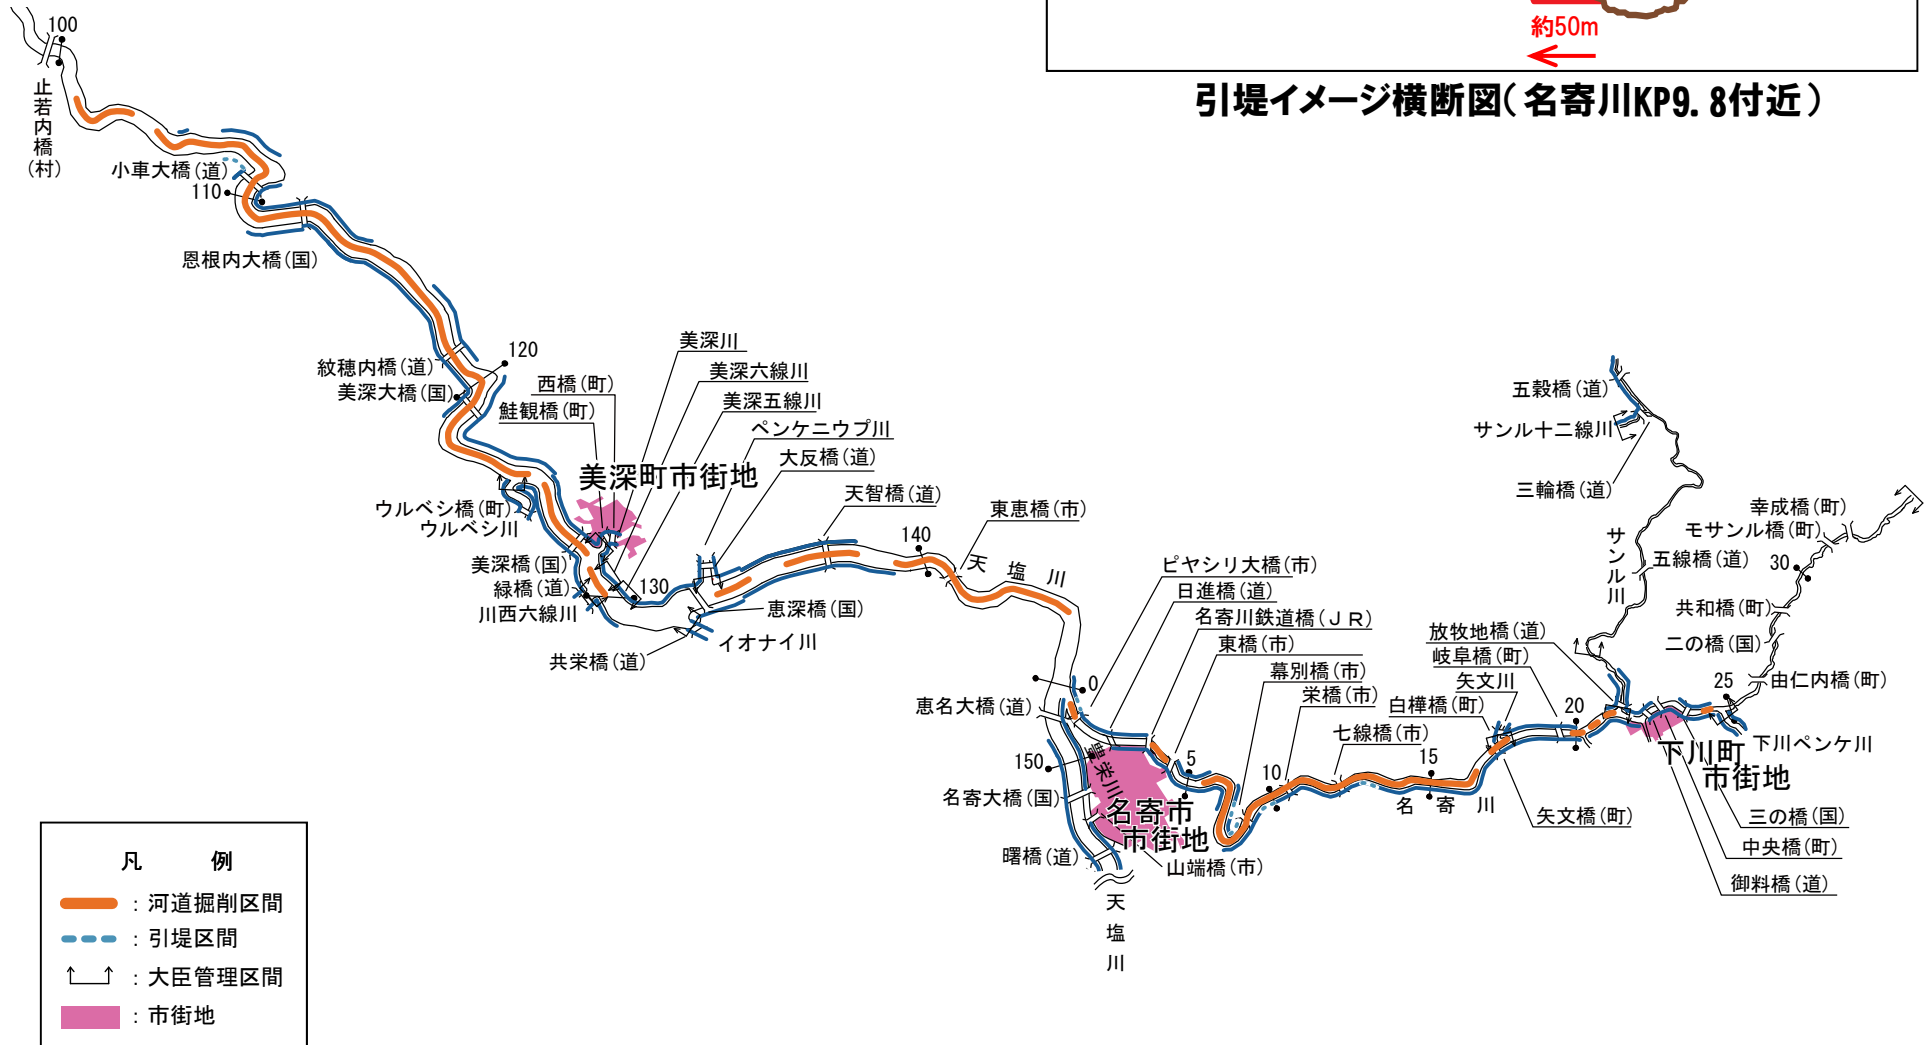 約50m
引堤イメージ横断図(名寄川KP9.8付近)
100
止若内橋(村)
小車大橋(道)
110
恩根内大橋(国)
紋穂内橋(道)
美深大橋(国)
120
西橋(町)
鮭観橋(町)
美深川
美深六線川
美深五線川
ペンケニウプ川
大反橋(道)
天智橋(道)
美深町市街地
ウルベシ橋(町)
ウルベシ川
美深橋(国)
緑橋(道)
川西六線川
130
恵深橋(国)
イオナイ川
共栄橋(道)
140
東恵橋(市)
天塩川
ピヤシリ大橋(市)
日進橋(道)
名寄川鉄道橋(JR)
東橋(市)
幕別橋(市)
栄橋(市)
七線橋(市)
0
恵名大橋(道)
150
豊栄川
名寄大橋(国)
名寄市
市街地
曙橋(道)
山端橋(市)
天塩川
5
10
15
名寄川
白樺橋(町)
矢文川
岐阜橋(町)
放牧地橋(道)
20
矢文橋(町)
五穀橋(道)
サンル十二線川
三輪橋(道)
サンル川
幸成橋(町)
モサンル橋(町)
五線橋(道)
30
共和橋(町)
二の橋(国)
由仁内橋(町)
25
下川ペンケ川
下川町
市街地
三の橋(国)
中央橋(町)
御料橋(道)
凡例
:河道掘削区間
:引堤区間
:大臣管理区間
:市街地